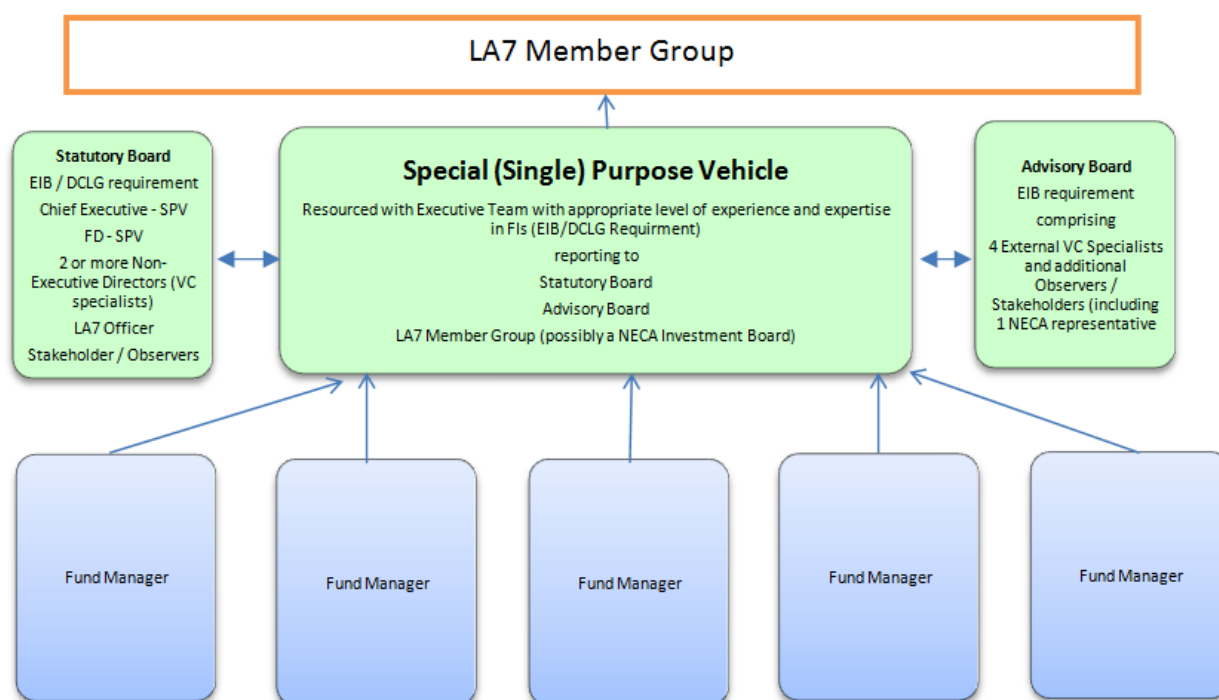 LA7 Member Group
Statutory Board
EIB / DCLG requirement
Chief Executive - SPV
FD - SPV
2 or more Non-
Executive Directors (VC
specialists)
LA7 Officer
Stakeholder / Observers
Special (Single) Purpose Vehicle
Resourced with Executive Team with appropriate level of experience and expertise
in FIs (EIB/DCLG Requirment)
reporting to
Statutory Board
Advisory Board
LA7 Member Group (possibly a NECA Investment Board)
Advisory Board
EIB requirement
comprising
4 External VC Specialists
and additional
Observers /
Stakeholders (including
1 NECA representative
Fund Manager
Fund Manager
Fund Manager
Fund Manager
Fund Manager